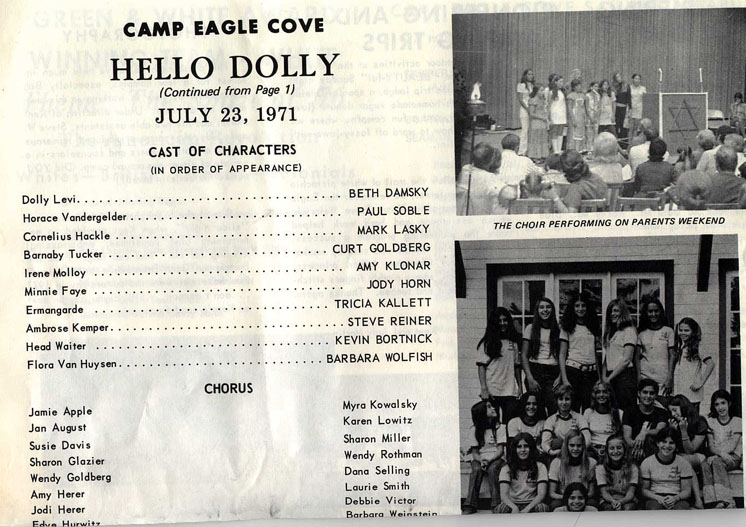 CAMP EAGLE COVE
HELLO DOLLY
(Continued from Page 1)
JULY 23, 1971
CAST OF CHARACTERS
(IN ORDER OF APPEARANCE)
Dolly Levi. . . . . . . . . . . . . . . . . . . . BETH DAMSKY
Horace Vandergelder . . . . . . . . . . . . . . . . PAUL SOBLE
Cornelius Hackle . . . . . . . . . . . . . . . . . . MARK LASKY
Barnaby Tucker . . . . . . . . . . . . . . . . CURT GOLDBERG
Irene Molloy . . . . . . . . . . . . . . . . . . . AMY KLONAR
Minnie Faye . . . . . . . . . . . . . . . . . . . . JODY HORN
Ermangarde . . . . . . . . . . . . . . . . . TRICIA KALLETT
Ambrose Kemper. . . . . . . . . . . . . . . . STEVE REINER
Head Waiter . . . . . . . . . . . . . . . . KEVIN BORTNICK
Flora Van Huysen. . . . . . . . . . . . . . BARBARA WOLFISH
CHORUS
Jamie Apple
Jan August
Susie Davis
Sharon Glazier
Wendy Goldberg
Amy Herer
Jodi Herer
Edye Hurwitz
Myra Kowalsky
Karen Lowitz
Sharon Miller
Wendy Rothman
Dana Selling
Laurie Smith
Debbie Victor
Barbara Weinstein
THE CHOIR PERFORMING ON PARENTS WEEKEND